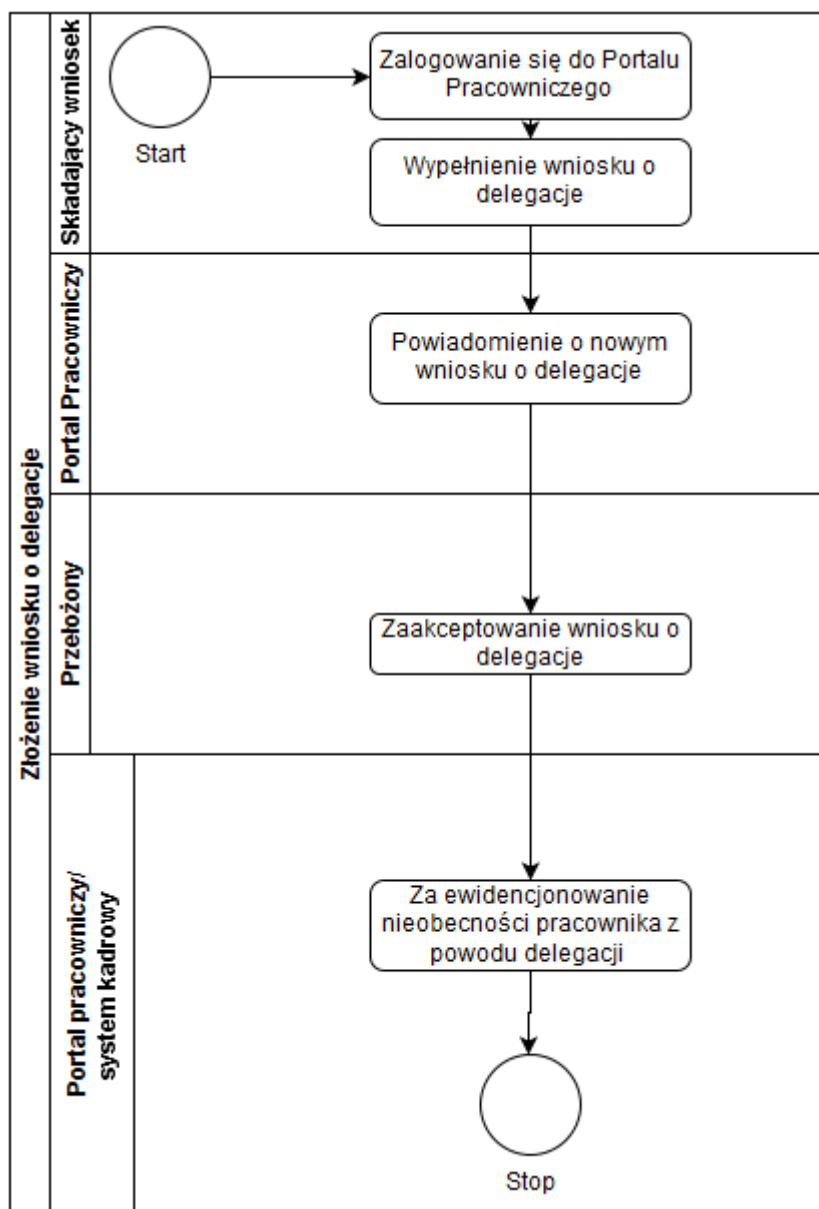 Złożenie wniosku o delegacje
Składający wniosek
Start
Zalogowanie się do Portalu
Pracowniczego
Wypełnienie wniosku o
delegacje
Portal Pracowniczy
Powiadomienie o nowym
wniosku o delegacje
Przełożony
Zaakceptowanie wniosku o
delegacje
Portal pracowniczy/
system kadrowy
Za ewidencjonowanie
nieobecności pracownika z
powodu delegacji
Stop